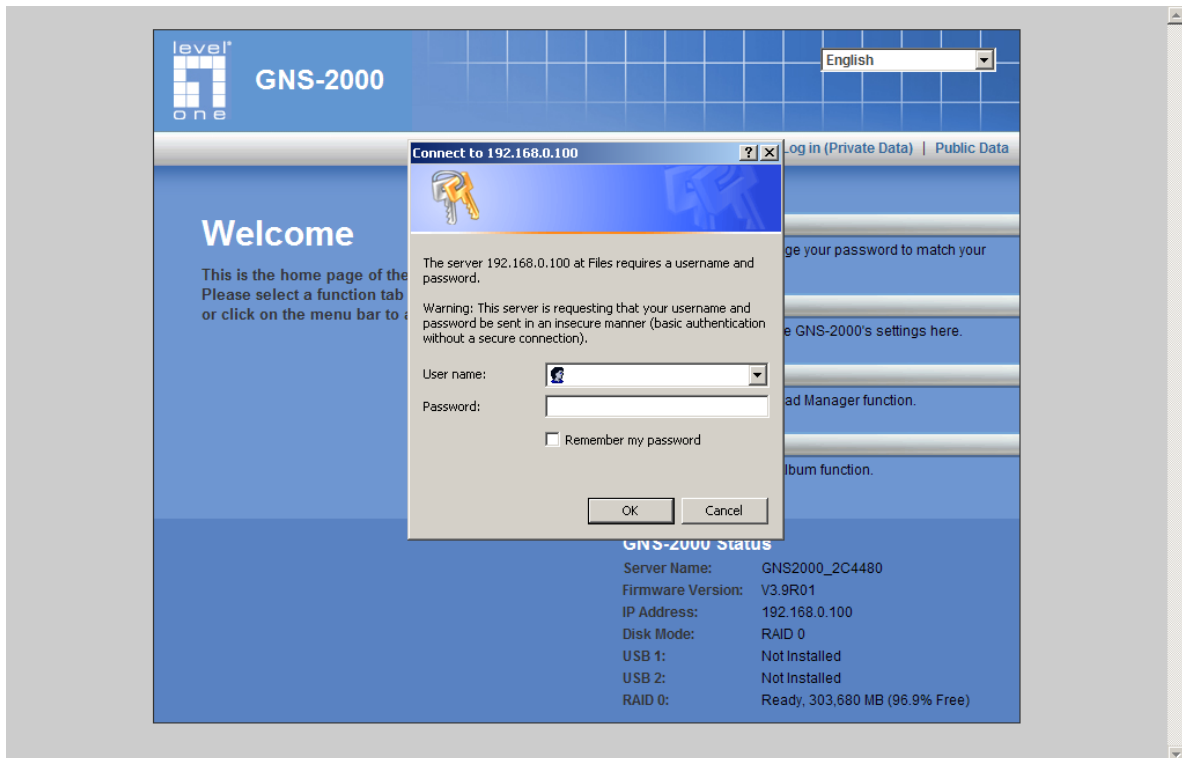 level
one
GNS-2000
English
Log in (Private Data) | Public Data
Connect to 192.168.0.100
The server 192.168.0.100 at Files requires a username and
password.
Warning: This server is requesting that your username and
password be sent in an insecure manner (basic authentication
without a secure connection).
User name:
Password:
Remember my password
OK Cancel
Welcome
This is the home page of the
Please select a function tab
or click on the menu bar to
your password to match your
GNS-2000's settings here.
Manager function.
function.
GNS-2000 Status
Server Name: GNS2000_2C4480
Firmware Version: V3.9R01
IP Address: 192.168.0.100
Disk Mode: RAID 0
USB 1: Not Installed
USB 2: Not Installed
RAID 0: Ready, 303,680 MB (96.9% Free)